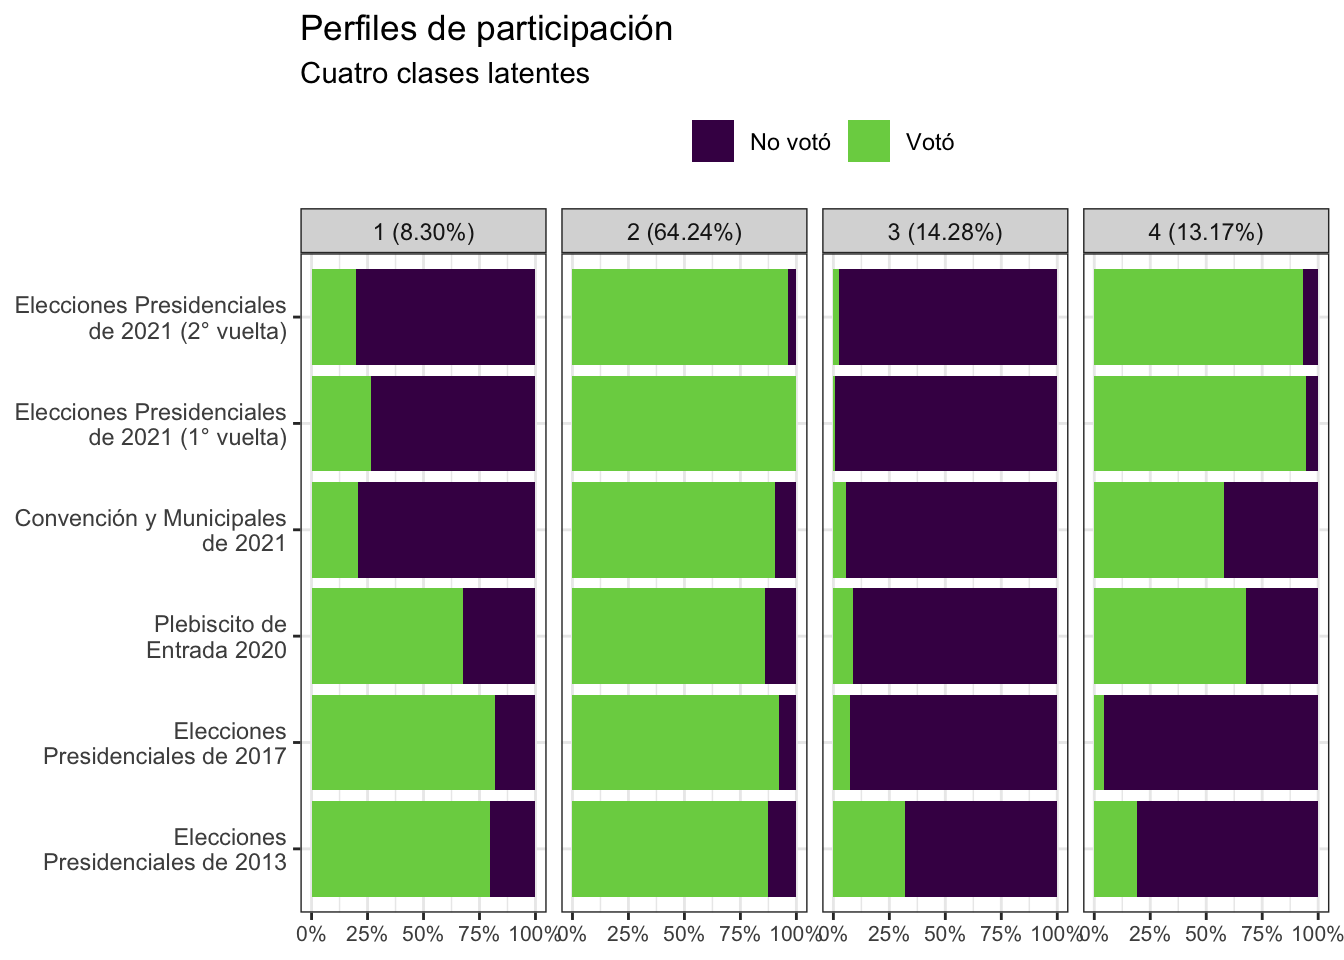 Perfiles de participación
Cuatro clases latentes
No votó
Votó
1 (8.30%)
2 (64.24%)
3 (14.28%)
4 (13.17%)
Elecciones Presidenciales
de 2021 (2° vuelta)
Elecciones Presidenciales
de 2021 (1° vuelta)
Convención y Municipales
de 2021
Plebiscito de
Entrada 2020
Elecciones
Presidenciales de 2017
Elecciones
Presidenciales de 2013
0% 25% 50% 75% 100%
0% 25% 50% 75% 100%
0% 25% 50% 75% 100%
0% 25% 50% 75% 100%